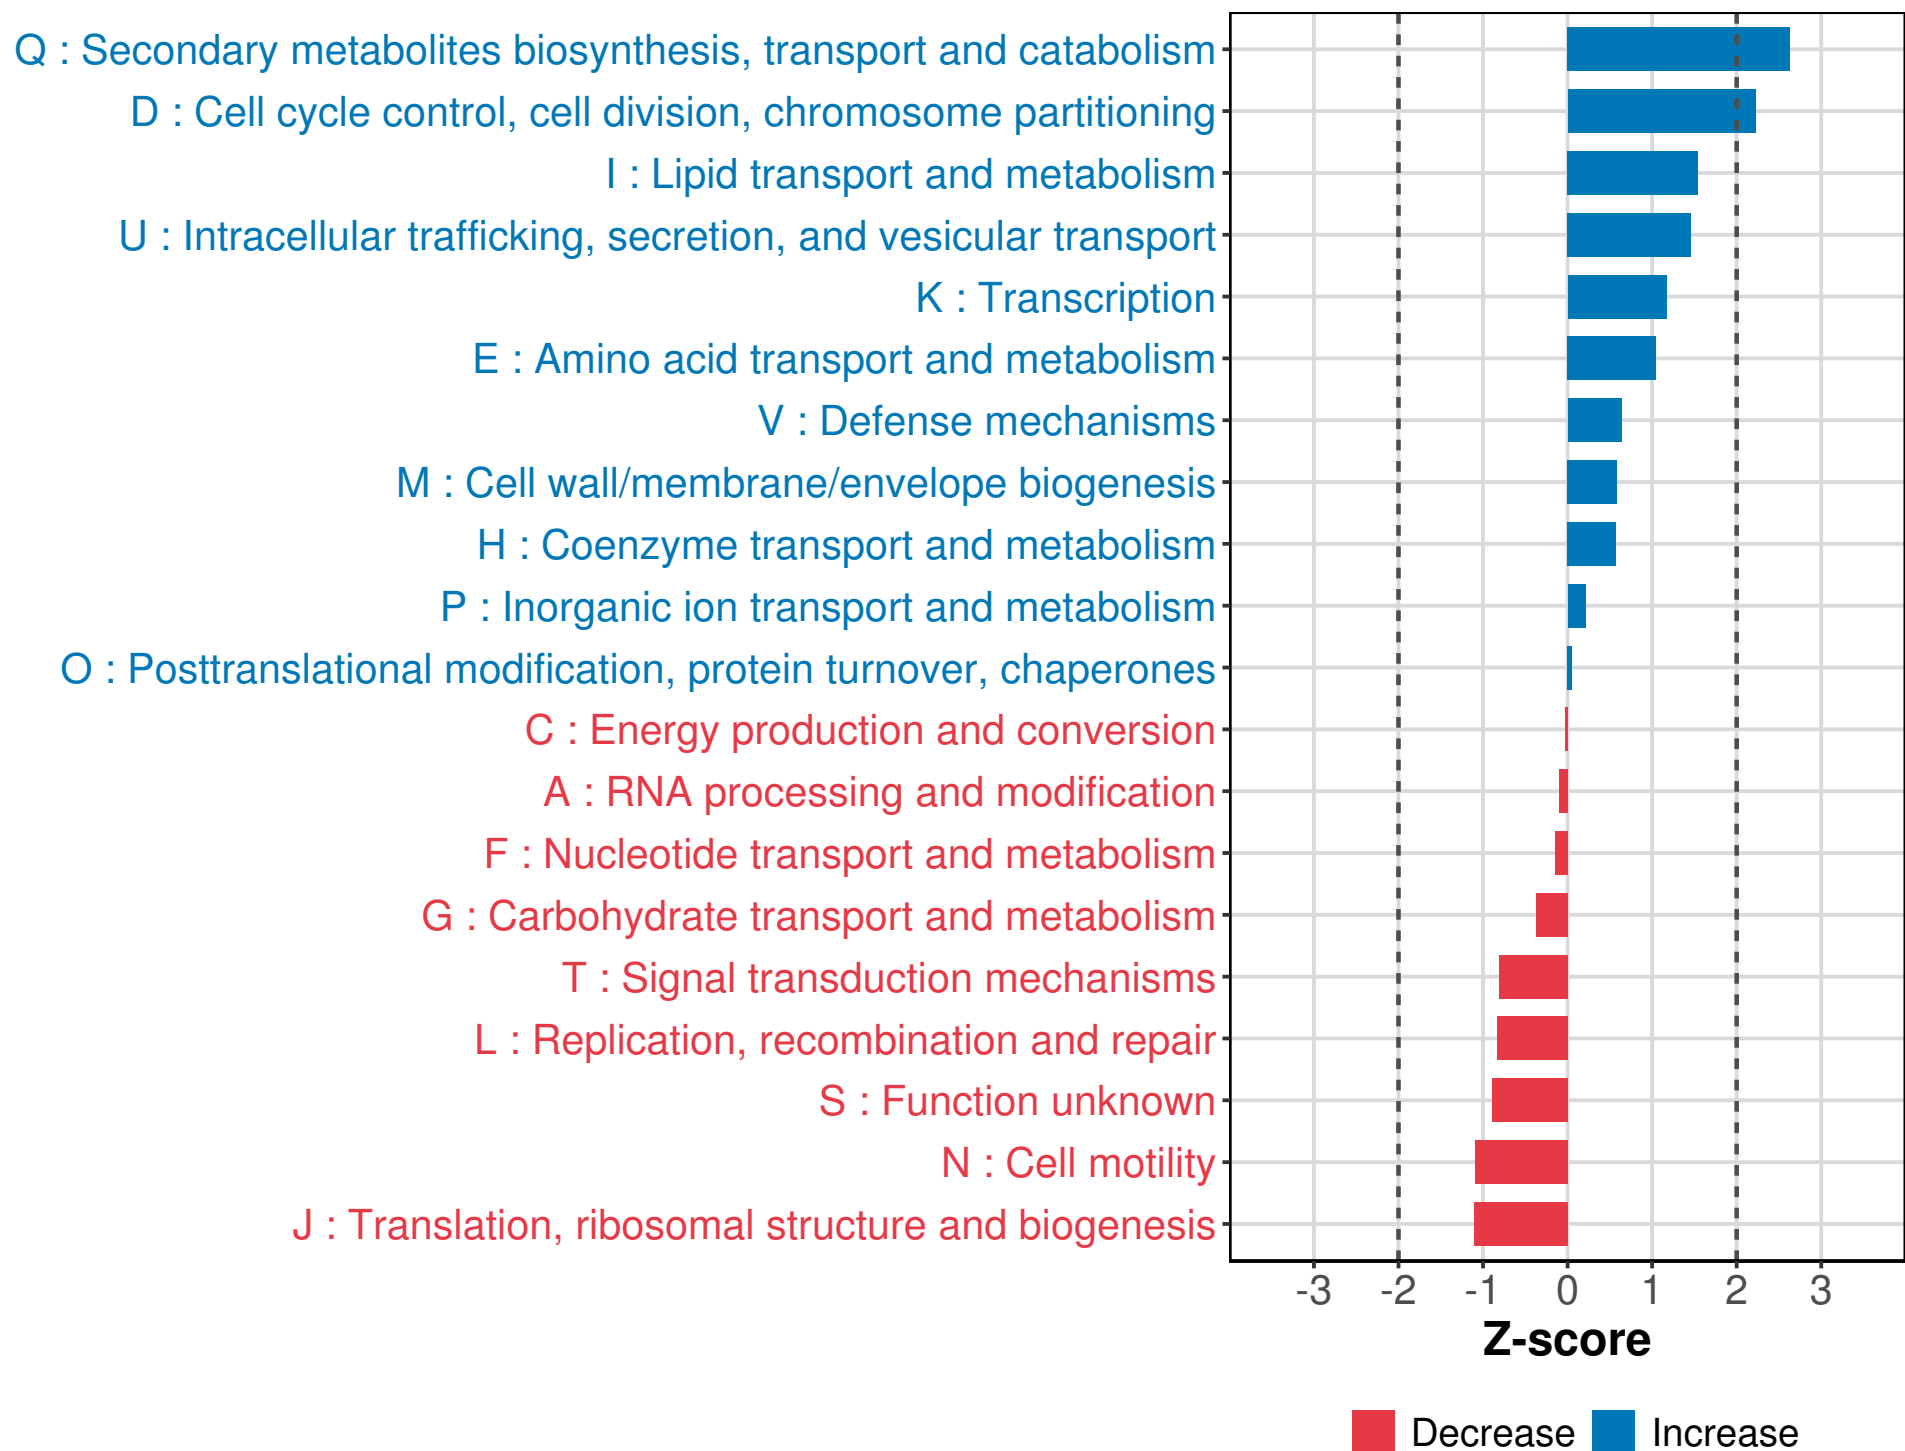 Q : Secondary metabolites biosynthesis, transport and catabolism
D : Cell cycle control, cell division, chromosome partitioning
I : Lipid transport and metabolism
U : Intracellular trafficking, secretion, and vesicular transport
K : Transcription
E : Amino acid transport and metabolism
V : Defense mechanisms
M : Cell wall/membrane/envelope biogenesis
H : Coenzyme transport and metabolism
P : Inorganic ion transport and metabolism
O : Posttranslational modification, protein turnover, chaperones
C : Energy production and conversion
A : RNA processing and modification
F : Nucleotide transport and metabolism
G : Carbohydrate transport and metabolism
T : Signal transduction mechanisms
L : Replication, recombination and repair
S : Function unknown
N : Cell motility
J : Translation, ribosomal structure and biogenesis
-3 -2 -1 0 1 2 3
Z-score
Decrease Increase